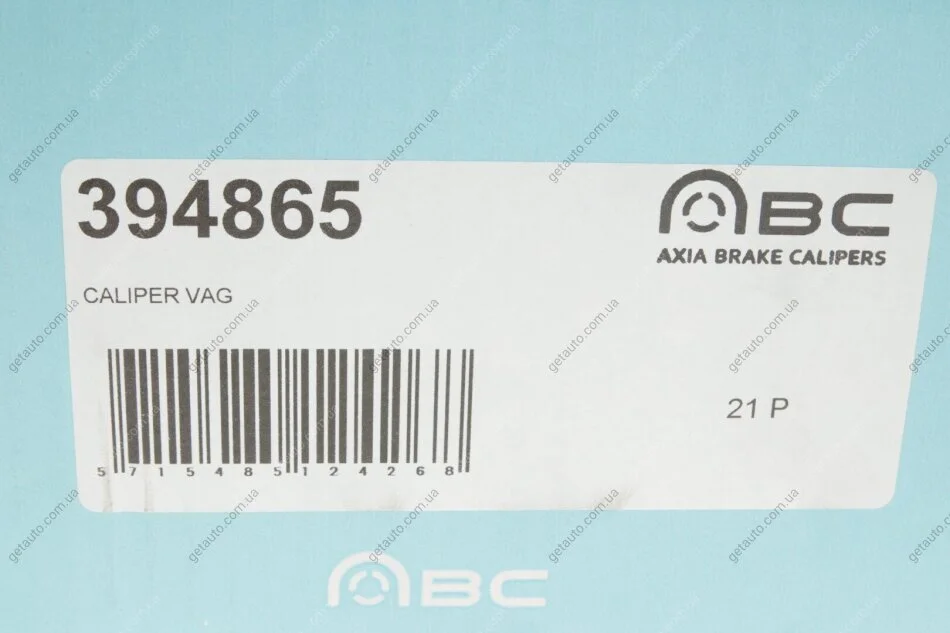 394865
ABC
AXIA BRAKE CALIPERS
CALIPER VAG
21 P
5 715485 124268
ABC
getauto.com.ua